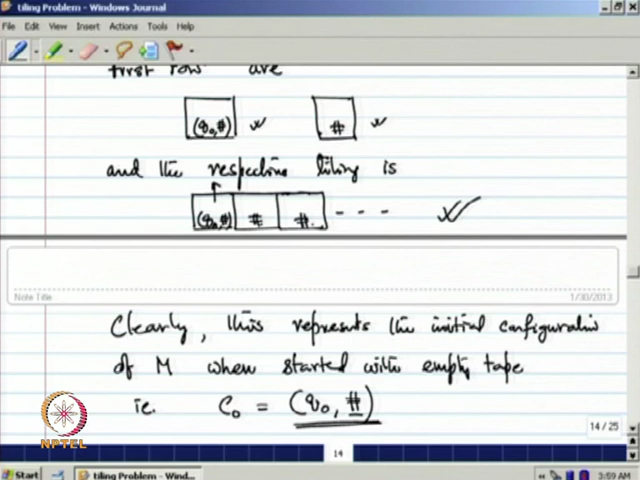 tiling Problem - Windows Journal
File Edit View Insert Actions Tools Help
first row are
(q₀,#) #
and the respective tiling is
(q₀,#) # # - - -
Note Title 1/30/2013
Clearly, this represents the initial configuration
of M when started with empty tape
ie. C₀ = (q₀, #)
14 / 25
14
NPTEL
Start tiling Problem - Wind... 3:59 AM